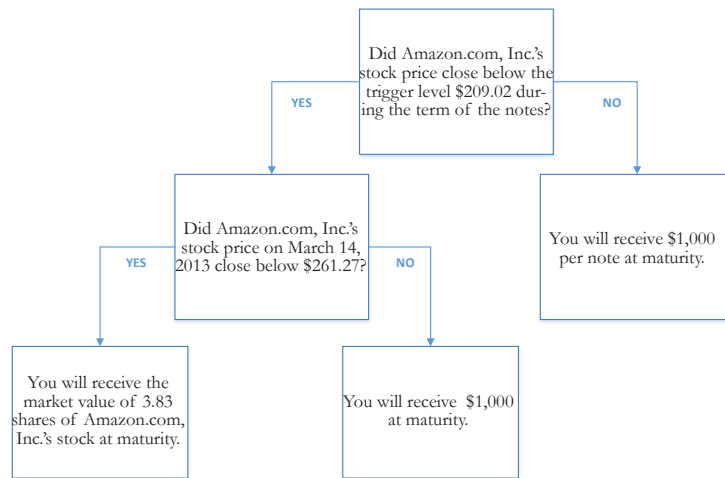 Did Amazon.com, Inc.'s
stock price close below the
trigger level $209.02 dur-
ing the term of the notes?
YES
NO
Did Amazon.com, Inc.'s
stock price on March 14,
2013 close below $261.27?
You will receive $1,000
per note at maturity.
YES
NO
You will receive the
market value of 3.83
shares of Amazon.com,
Inc.'s stock at maturity.
You will receive $1,000
at maturity.